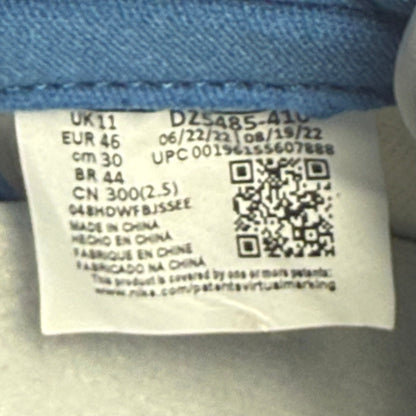 UK 11
DZ5485-410
EUR 46
06/22/22 | 08/19/22
cm 30
UPC 00196155607888
BR 44
CN 300(2.5)
MADE IN CHINA
HECHO EN CHINA
FABRIQUE EN CHINE
FABRICADO NA CHINA
This product is covered by one or more patents:
www.nike.com/patentsvirtualmarking